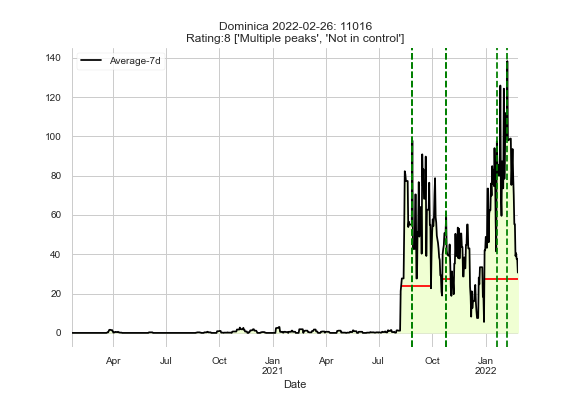 Dominica 2022-02-26: 11016
Rating:8 ['Multiple peaks', 'Not in control']
Average-7d
140
120
100
80
60
40
20
0
Apr Jul Oct Jan Apr Jul Oct Jan
2021 2022
Date